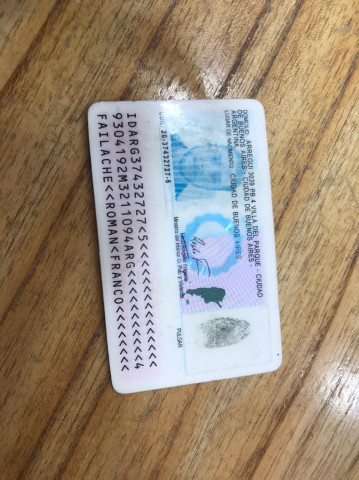 DOMICILIO: ARREGUI 3039 PB 4 VILLA DEL PARQUE - CIUDAD
DE BUENOS AIRES - CIUDAD DE BUENOS AIRES -
ARGENTINA
LUGAR DE NACIMIENTO: CIUDAD DE BUENOS AIRES
CUIL: 20-37432727-6
Ministro del Interior O. Pub. y Vivienda
PULGAR
IDARG37432727<5<<<<<<<<<<<<<<<
9304192M3211094ARG<<<<<<<<<<<4
FAILACHE<<ROMAN<FRANCO<<<<<<<<